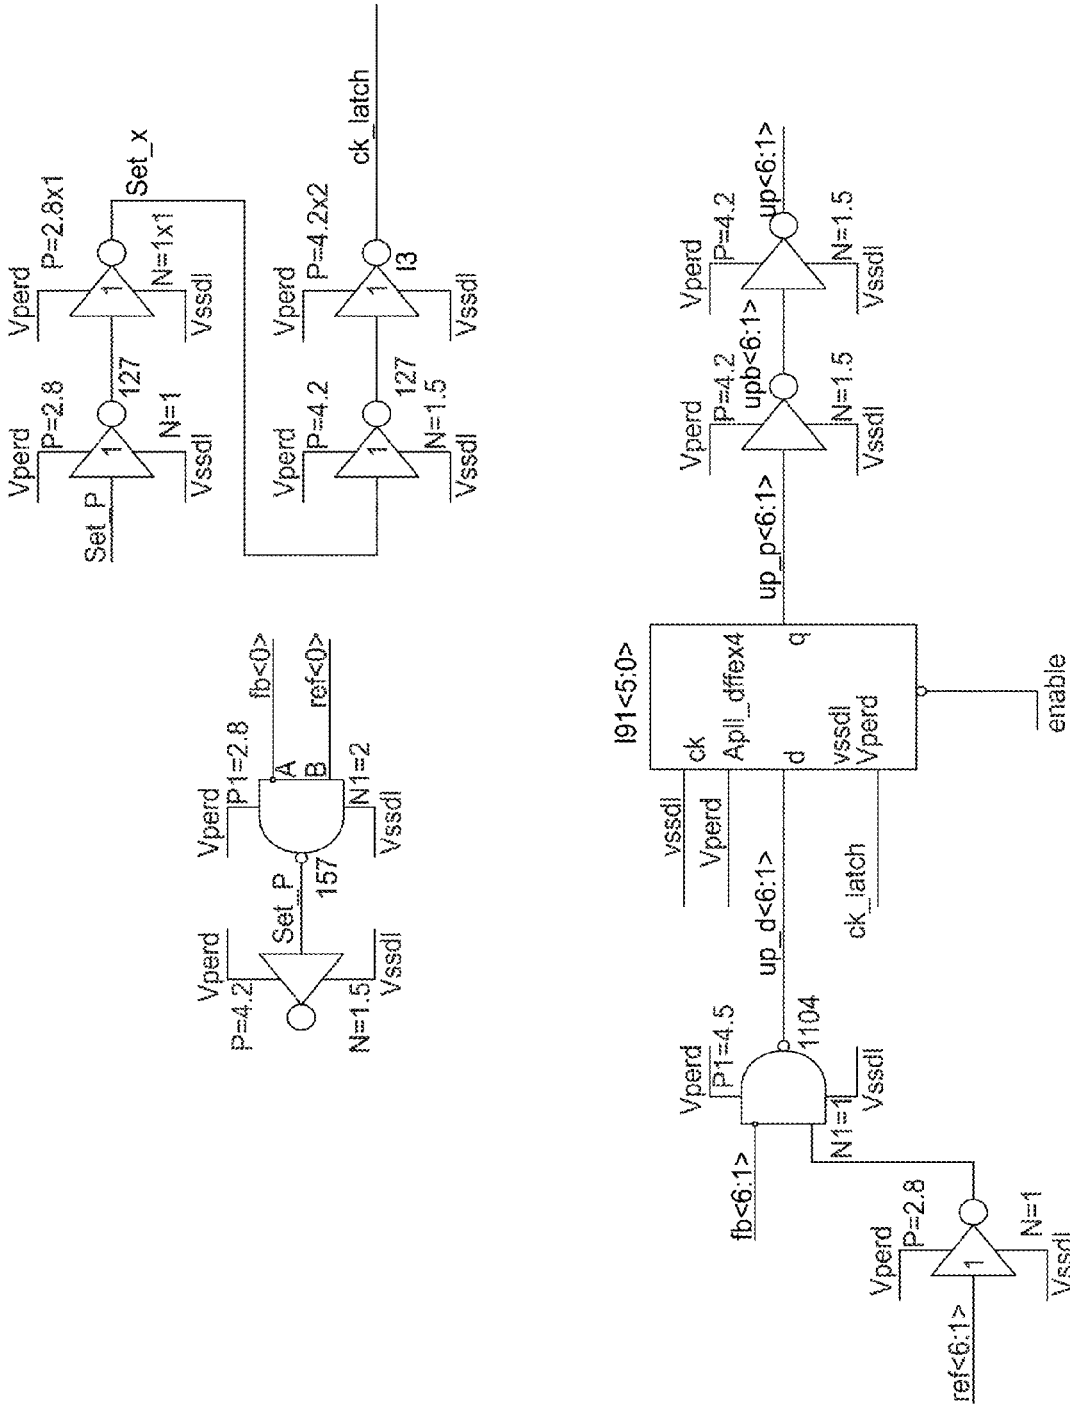 Vperd
P=2.8
Set_P
127
N=1
Vssdl
Vperd
P=2.8x1
Set_x
N=1x1
Vssdl
1
1
Vperd
P=4.2
127
N=1.5
Vssdl
Vperd
P=4.2x2
I3
Vssdl
ck_latch
1
1
Vperd
P=4.2
N=1.5
Vssdl
Set_P
157
Vperd
P1=2.8
A
B
N1=2
Vssdl
fb<0>
ref<0>
ref<6:1>
1
Vperd
P=2.8
N=1
Vssdl
fb<6:1>
Vperd
P1=4.5
1104
N1=1
Vssdl
up_d<6:1>
vssdl
Vperd
ck_latch
I91<5:0>
ck
Apll_dffex4
d
q
vssdl
Vperd
enable
up_p<6:1>
Vperd
P=4.2
upb<6:1>
N=1.5
Vssdl
Vperd
P=4.2
up<6:1>
N=1.5
Vssdl